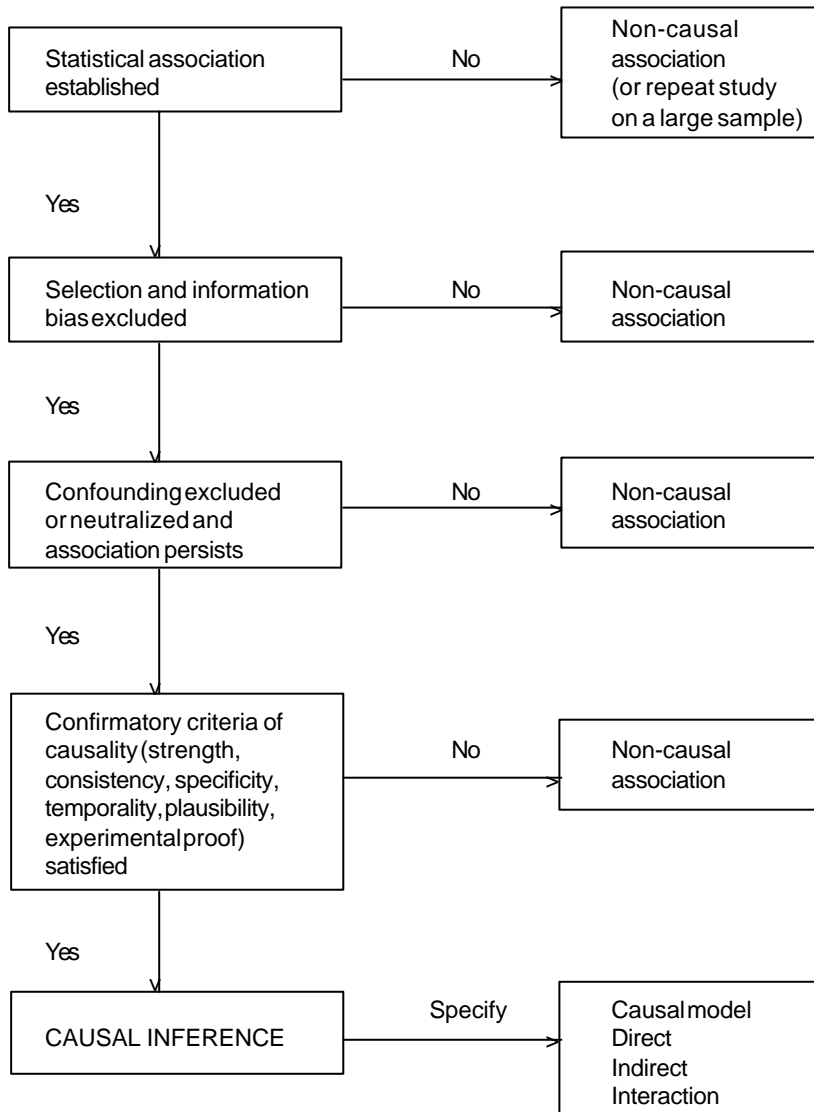 Statistical association
established
No
Non-causal
association
(or repeat study
on a large sample)
Yes
Selection and information
bias excluded
No
Non-causal
association
Yes
Confounding excluded
or neutralized and
association persists
No
Non-causal
association
Yes
Confirmatory criteria of
causality (strength,
consistency, specificity,
temporality, plausibility,
experimental proof)
satisfied
No
Non-causal
association
Yes
CAUSAL INFERENCE
Specify
Causal model
Direct
Indirect
Interaction